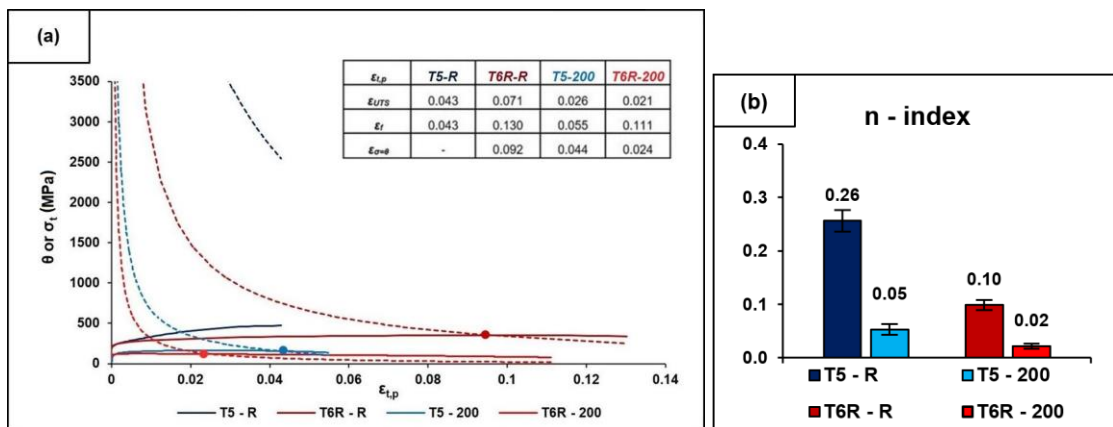 (a)
3500
3000
2500
2000
1500
1000
500
0
θ or σt (MPa)
εt,p T5-R T6R-R T5-200 T6R-200
εUTS 0.043 0.071 0.026 0.021
εf 0.043 0.130 0.055 0.111
εσ=θ - 0.092 0.044 0.024
0 0.02 0.04 0.06 0.08 0.1 0.12 0.14
εt,p
T5 - R T6R - R T5 - 200 T6R - 200
(b)
n - index
0.4
0.3
0.2
0.1
0.0
0.26
0.05
0.10
0.02
T5 - R T5 - 200
T6R - R T6R - 200